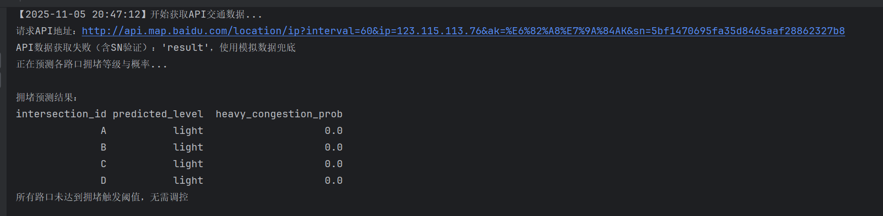 【2025-11-05 20:47:12】开始获取API交通数据...
请求API地址：http://api.map.baidu.com/location/ip?interval=60&ip=123.115.113.76&ak=%E6%82%A8%E7%9A%84AK&sn=5bf1470695fa35d8465aaf28862327b8
API数据获取失败（含SN验证）：'result'，使用模拟数据兜底
正在预测各路口拥堵等级与概率...
拥堵预测结果：
intersection_id predicted_level  heavy_congestion_prob
A           light                    0.0
B           light                    0.0
C           light                    0.0
D           light                    0.0
所有路口未达到拥堵触发阈值，无需调控